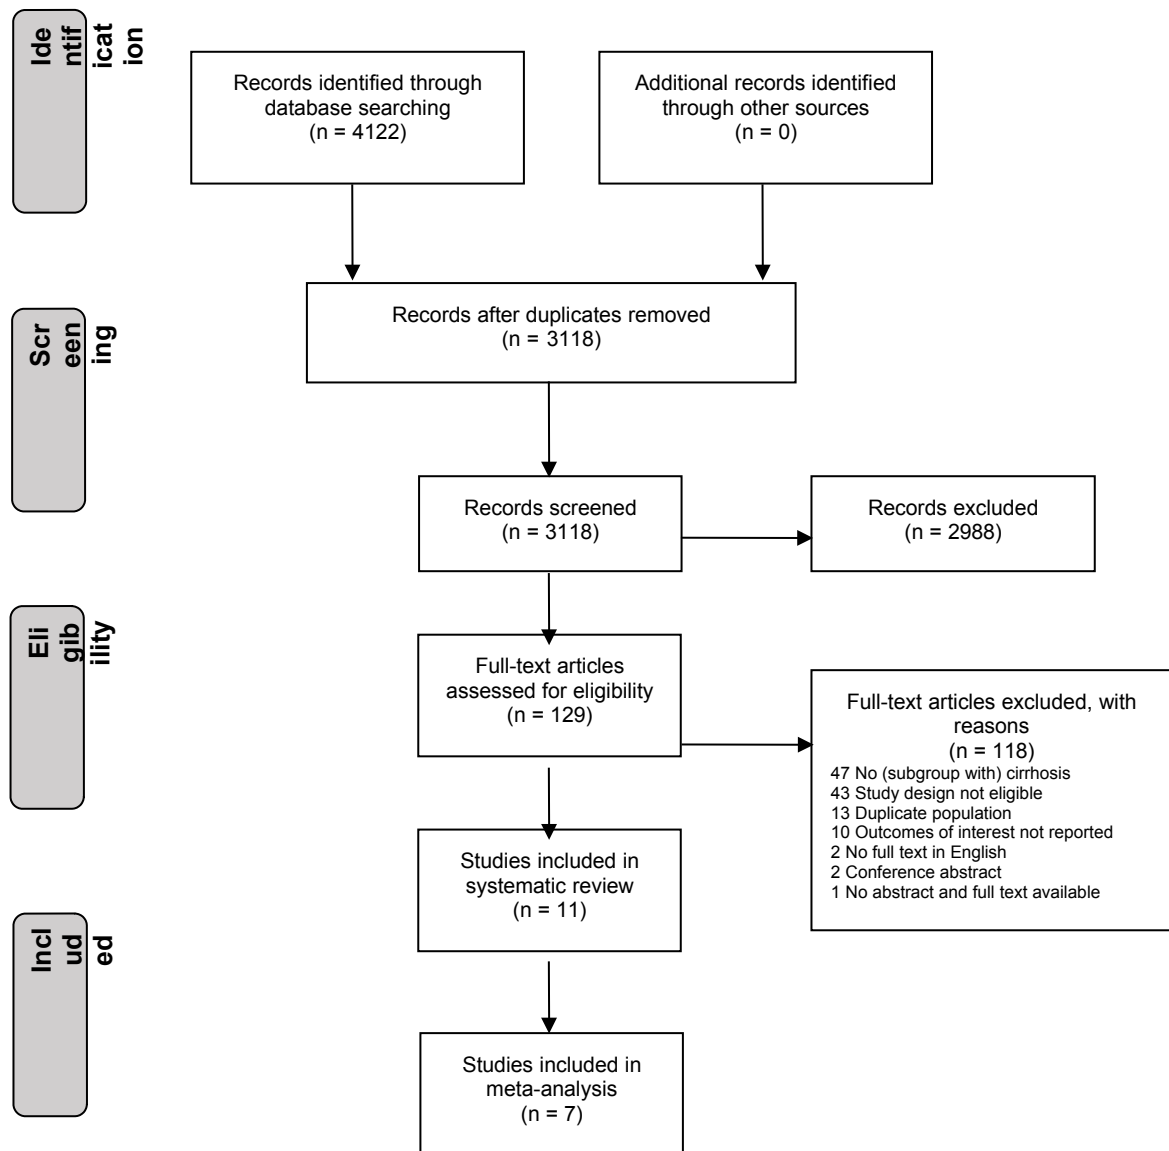 Ide
ntif
icat
ion
Records identified through
database searching
(n = 4122)
Additional records identified
through other sources
(n = 0)
Scr
een
ing
Records after duplicates removed
(n = 3118)
Records screened
(n = 3118)
Records excluded
(n = 2988)
Eli
gib
ility
Full-text articles
assessed for eligibility
(n = 129)
Full-text articles excluded, with
reasons
(n = 118)
47 No (subgroup with) cirrhosis
43 Study design not eligible
13 Duplicate population
10 Outcomes of interest not reported
2 No full text in English
2 Conference abstract
1 No abstract and full text available
Studies included in
systematic review
(n = 11)
Incl
ud
ed
Studies included in
meta-analysis
(n = 7)